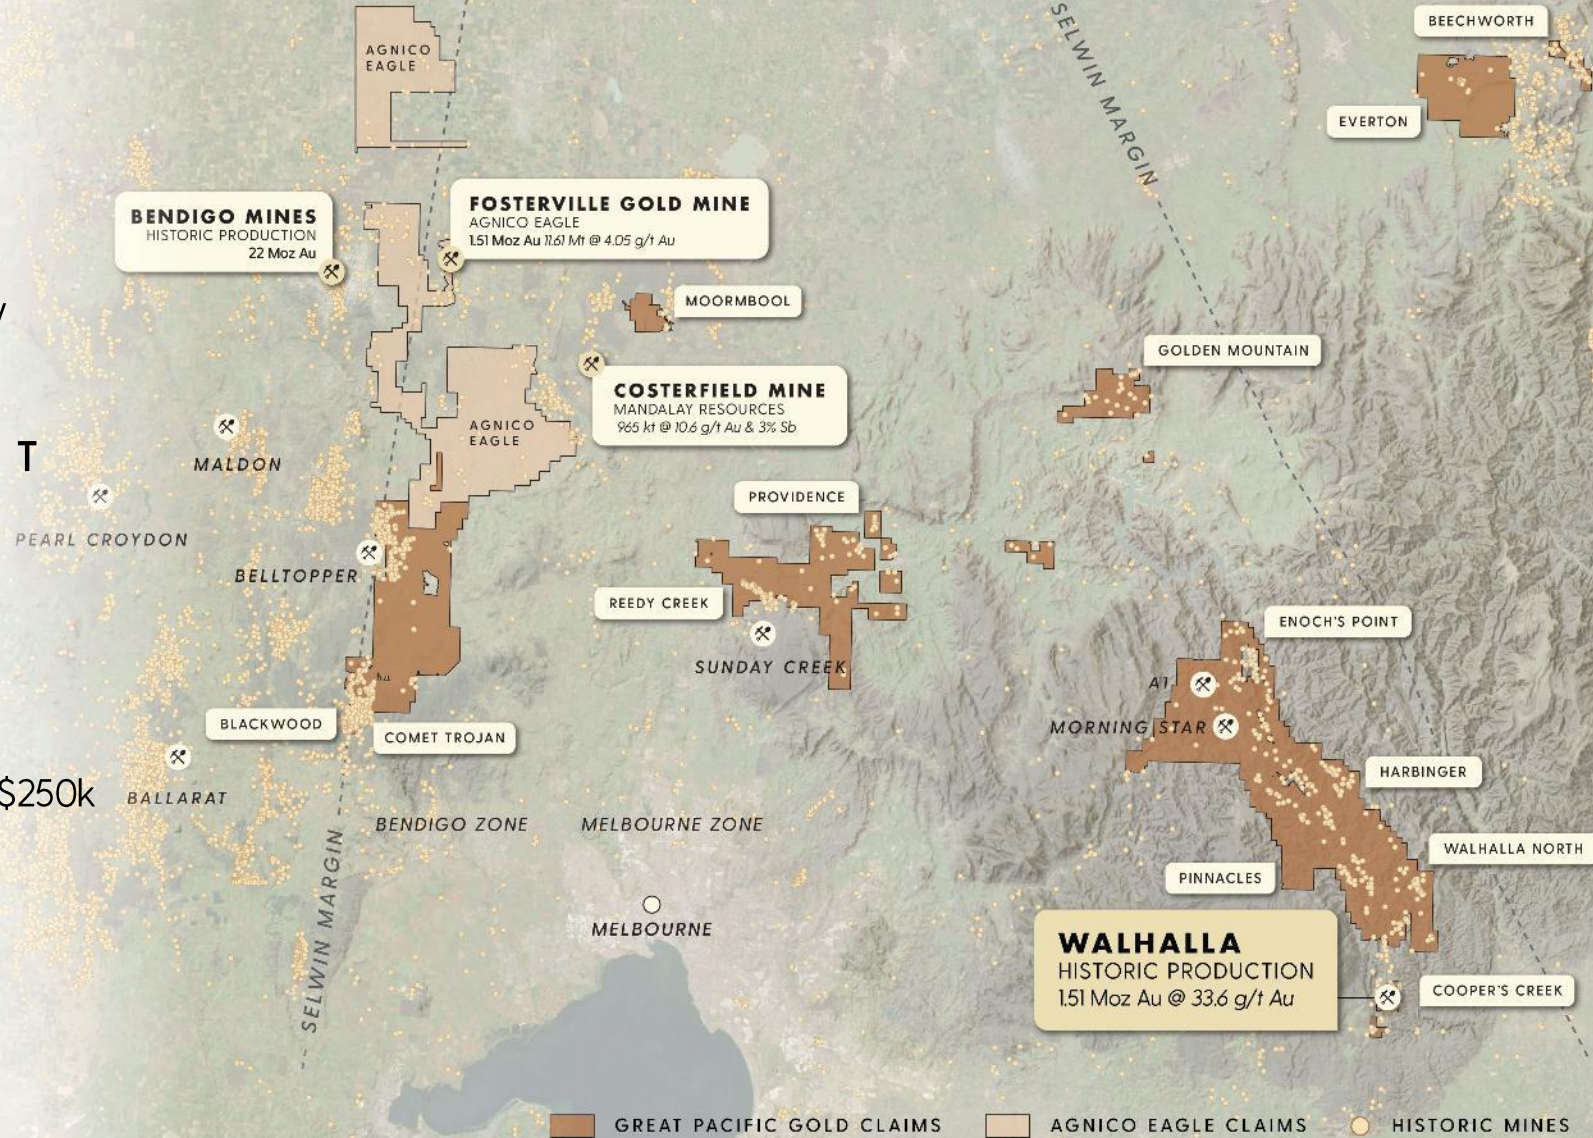 BEECHWORTH
AGNICO
EAGLE
SELWIN MARGIN
EVERTON
BENDIGO MINES
HISTORIC PRODUCTION
22 Moz Au
FOSTERVILLE GOLD MINE
AGNICO EAGLE
1.51 Moz Au 11.61 Mt @ 4.05 g/t Au
MOORMBOOL
GOLDEN MOUNTAIN
COSTERFIELD MINE
MANDALAY RESOURCES
965 kt @ 10.6 g/t Au & 3% Sb
AGNICO
EAGLE
T
MALDON
PROVIDENCE
PEARL CROYDON
BELLTOPPER
REEDY CREEK
ENOCH'S POINT
SUNDAY CREEK
A1
BLACKWOOD
MORNING STAR
COMET TROJAN
HARBINGER
$250k
BALLARAT
BENDIGO ZONE
MELBOURNE ZONE
WALHALLA NORTH
PINNACLES
SELWIN MARGIN
MELBOURNE
WALHALLA
HISTORIC PRODUCTION
1.51 Moz Au @ 33.6 g/t Au
COOPER'S CREEK
GREAT PACIFIC GOLD CLAIMS
AGNICO EAGLE CLAIMS
HISTORIC MINES